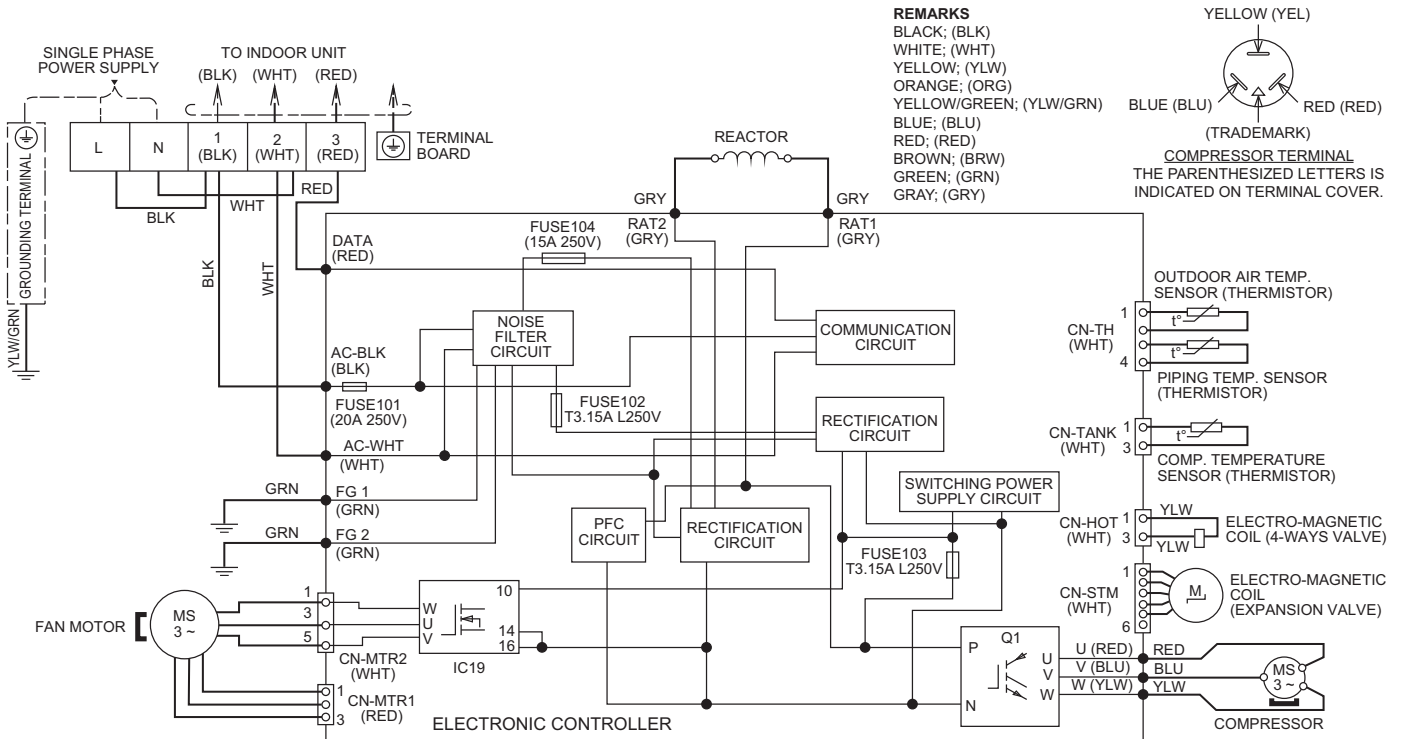 REMARKS
BLACK; (BLK)
WHITE; (WHT)
YELLOW; (YLW)
ORANGE; (ORG)
YELLOW/GREEN; (YLW/GRN)
BLUE; (BLU)
RED; (RED)
BROWN; (BRW)
GREEN; (GRN)
GRAY; (GRY)
YELLOW (YEL)
BLUE (BLU)
RED (RED)
(TRADEMARK)
COMPRESSOR TERMINAL
THE PARENTHESIZED LETTERS IS
INDICATED ON TERMINAL COVER.
SINGLE PHASE
POWER SUPPLY
TO INDOOR UNIT
(BLK) (WHT) (RED)
L
N
1
(BLK)
2
(WHT)
3
(RED)
TERMINAL
BOARD
GROUNDING TERMINAL
YLW/GRN
BLK
WHT
RED
BLK
WHT
REACTOR
GRY
GRY
RAT2
(GRY)
RAT1
(GRY)
DATA
(RED)
FUSE104
(15A 250V)
NOISE
FILTER
CIRCUIT
COMMUNICATION
CIRCUIT
AC-BLK
(BLK)
FUSE101
(20A 250V)
FUSE102
T3.15A L250V
RECTIFICATION
CIRCUIT
AC-WHT
(WHT)
GRN
FG 1
(GRN)
GRN
FG 2
(GRN)
PFC
CIRCUIT
RECTIFICATION
CIRCUIT
SWITCHING POWER
SUPPLY CIRCUIT
FUSE103
T3.15A L250V
FAN MOTOR
MS
3 ~
1
3
5
CN-MTR2
(WHT)
1
3
CN-MTR1
(RED)
W
U
V
10
14
16
IC19
ELECTRONIC CONTROLLER
P
N
Q1
U
V
W
U (RED)
V (BLU)
W (YLW)
RED
BLU
YLW
MS
3 ~
COMPRESSOR
OUTDOOR AIR TEMP.
SENSOR (THERMISTOR)
1
CN-TH
(WHT)
4
t°
t°
PIPING TEMP. SENSOR
(THERMISTOR)
CN-TANK
(WHT)
1
3
t°
COMP. TEMPERATURE
SENSOR (THERMISTOR)
CN-HOT
(WHT)
1
3
YLW
YLW
ELECTRO-MAGNETIC
COIL (4-WAYS VALVE)
1
CN-STM
(WHT)
6
M
ELECTRO-MAGNETIC
COIL
(EXPANSION VALVE)